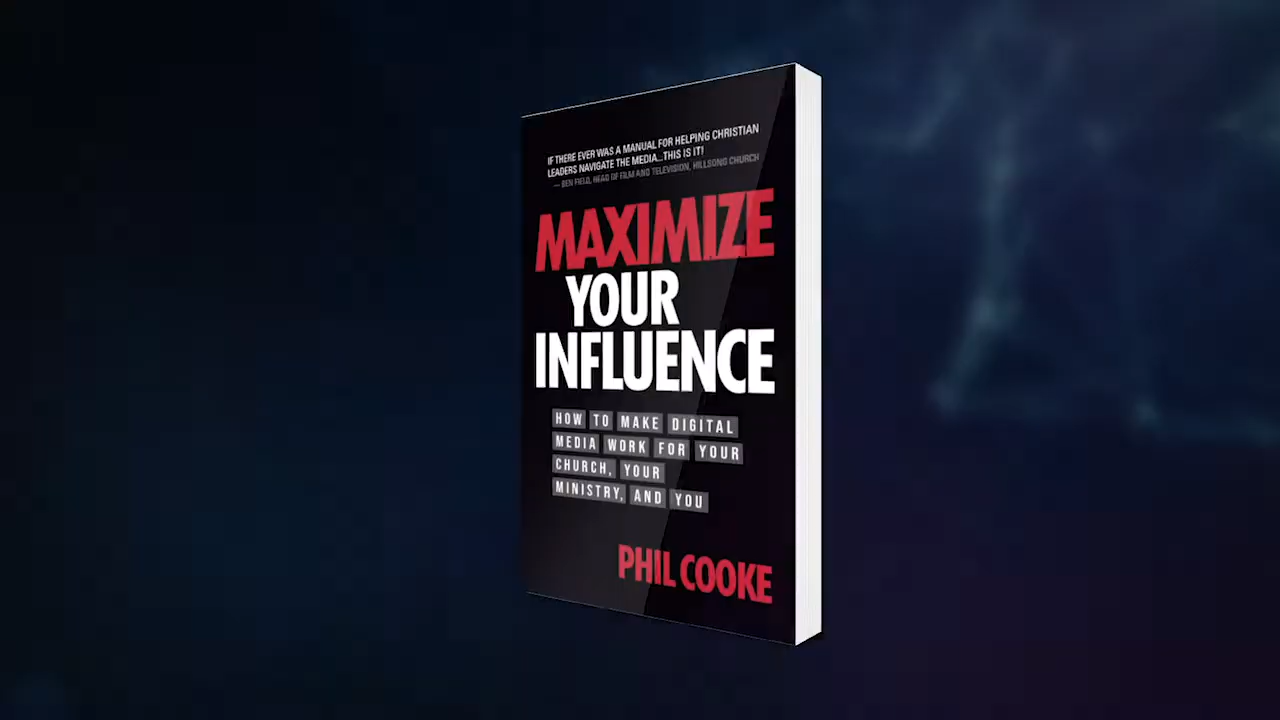 IF THERE EVER WAS A MANUAL FOR HELPING CHRISTIAN
LEADERS NAVIGATE THE MEDIA...THIS IS IT!
— BEN FIELD, HEAD OF FILM AND TELEVISION, HILLSONG CHURCH
MAXIMIZE
YOUR
INFLUENCE
HOW TO MAKE DIGITAL
MEDIA WORK FOR YOUR
CHURCH, YOUR
MINISTRY, AND YOU
PHIL COOKE